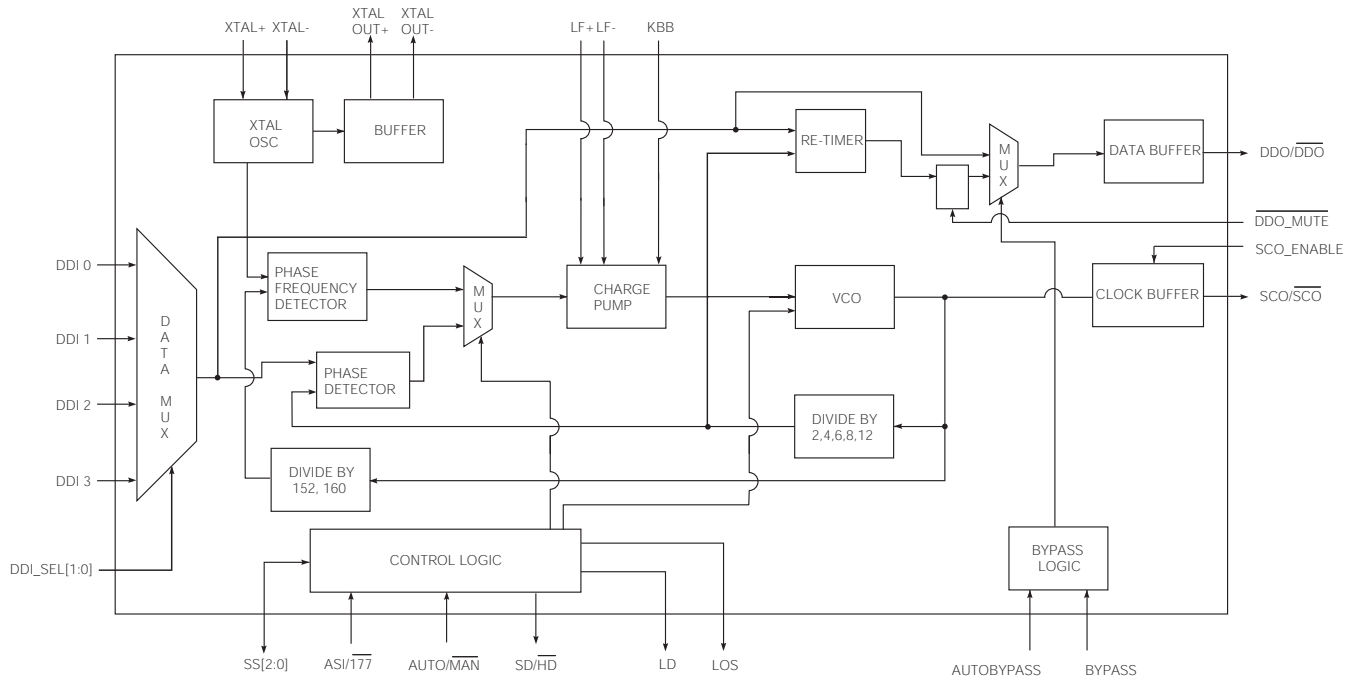 XTAL+ XTAL-
XTAL OUT+
XTAL OUT-
LF+ LF-
KBB
XTAL OSC
BUFFER
RE-TIMER
MUX
DATA BUFFER
DDO/DDO
DDO_MUTE
SCO_ENABLE
DDI 0
PHASE
FREQUENCY
DETECTOR
MUX
CHARGE
PUMP
VCO
CLOCK BUFFER
SCO/SCO
DDI 1
DATA MUX
PHASE
DETECTOR
DDI 2
DIVIDE BY
2,4,6,8,12
DDI 3
DIVIDE BY
152, 160
DDI_SEL[1:0]
CONTROL LOGIC
BYPASS
LOGIC
SS[2:0]
ASI/177
AUTO/MAN
SD/HD
LD
LOS
AUTOBYPASS
BYPASS